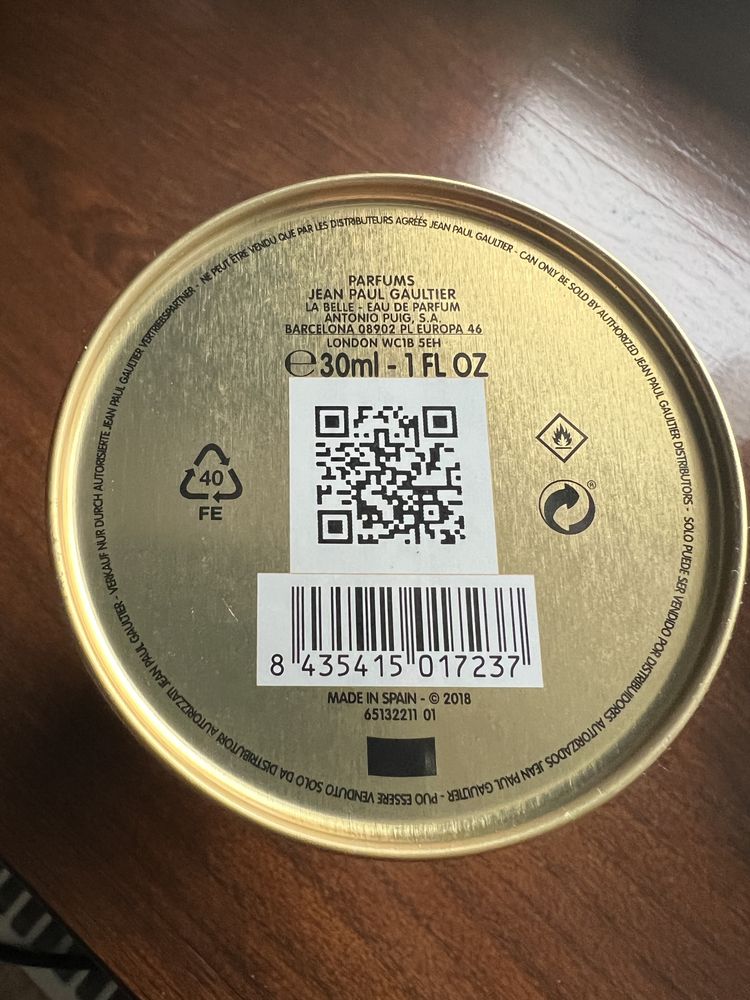 NE PEUT ÊTRE VENDU QUE PAR LES DISTRIBUTEURS AGRÉÉS JEAN PAUL GAULTIER - CAN ONLY BE SOLD BY AUTHORIZED JEAN PAUL GAULTIER DISTRIBUTORS - SOLO PUEDE SER VENDIDO POR DISTRIBUIDORES AUTORIZADOS JEAN PAUL GAULTIER - PUO ESSERE VENDUTO SOLO DA DISTRIBUTORI AUTORIZZATI JEAN PAUL GAULTIER - VERKAUF NUR DURCH AUTORISIERTE JEAN PAUL GAULTIER VERTRIEBSPARTNER -
PARFUMS
JEAN PAUL GAULTIER
LA BELLE - EAU DE PARFUM
ANTONIO PUIG, S.A.
BARCELONA 08902 PL EUROPA 46
LONDON WC1B 5EH
℮ 30ml - 1 FL OZ
40
FE
®
8 435415 017237
MADE IN SPAIN - © 2018
65132211 01